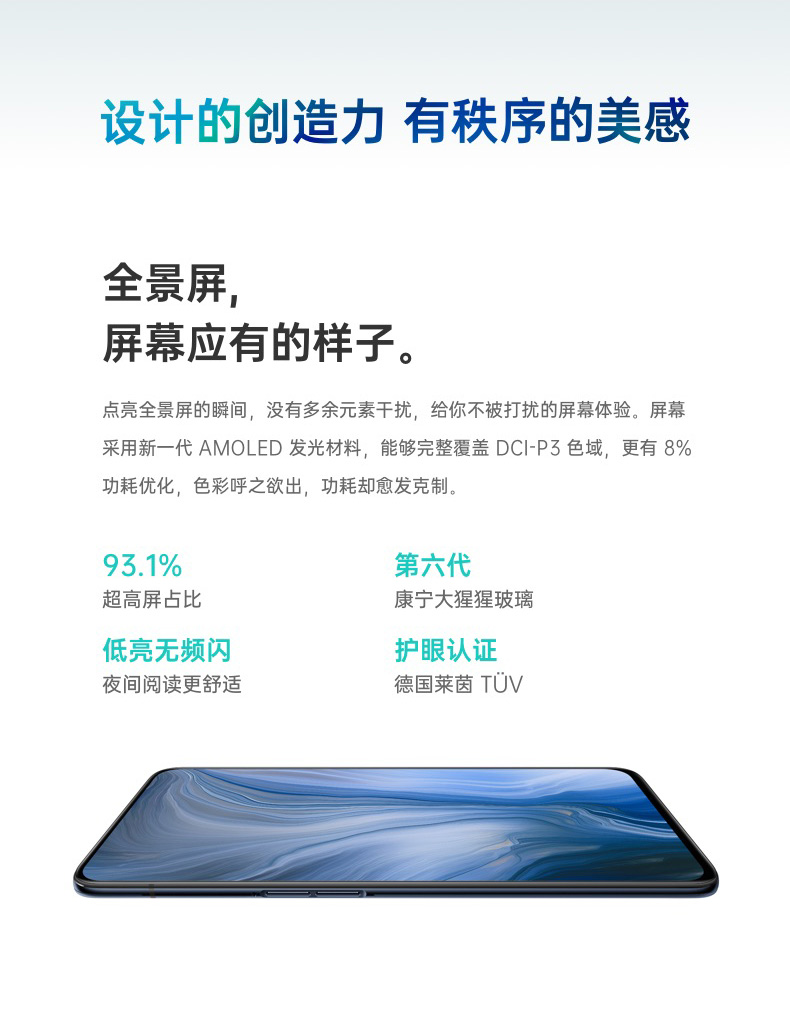 设计的创造力 有秩序的美感
全景屏，
屏幕应有的样子。
点亮全景屏的瞬间，没有多余元素干扰，给你不被打扰的屏幕体验。屏幕
采用新一代 AMOLED 发光材料，能够完整覆盖 DCI-P3 色域，更有 8%
功耗优化，色彩呼之欲出，功耗却愈发克制。
93.1%
超高屏占比
第六代
康宁大猩猩玻璃
低亮无频闪
夜间阅读更舒适
护眼认证
德国莱茵 TÜV